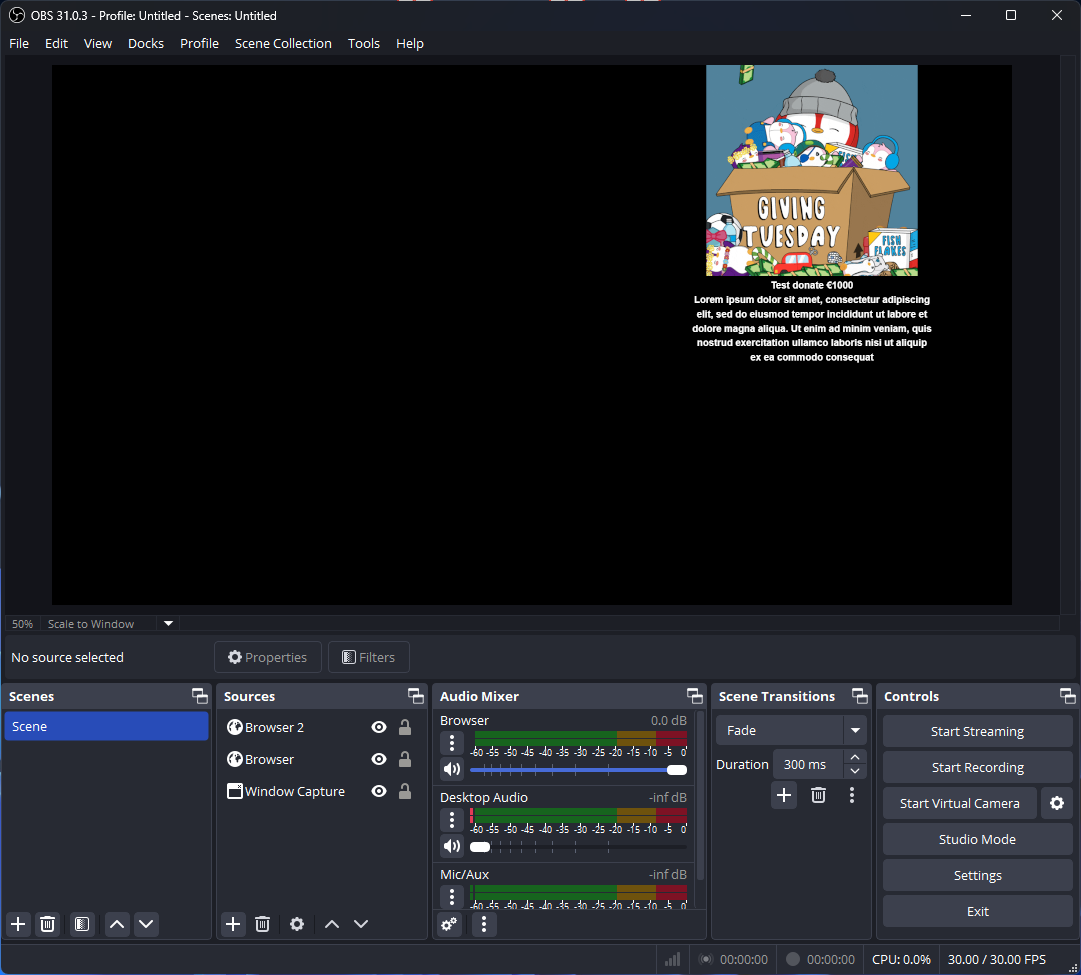 OBS 31.0.3 - Profile: Untitled - Scenes: Untitled
File Edit View Docks Profile Scene Collection Tools Help
GIVING
TUESDAY
FISH
FLAKES
Test donate €1000
Lorem ipsum dolor sit amet, consectetur adipiscing
elit, sed do eiusmod tempor incididunt ut labore et
dolore magna aliqua. Ut enim ad minim veniam, quis
nostrud exercitation ullamco laboris nisi ut aliquip
ex ea commodo consequat
50% Scale to Window
No source selected Properties Filters
Scenes
Scene
Sources
Browser 2
Browser
Window Capture
Audio Mixer
Browser 0.0 dB
-60 -55 -50 -45 -40 -35 -30 -25 -20 -15 -10 -5 0
Desktop Audio -inf dB
-60 -55 -50 -45 -40 -35 -30 -25 -20 -15 -10 -5 0
Mic/Aux -inf dB
-60 -55 -50 -45 -40 -35 -30 -25 -20 -15 -10 -5 0
Scene Transitions
Fade
Duration 300 ms
Controls
Start Streaming
Start Recording
Start Virtual Camera
Studio Mode
Settings
Exit
00:00:00 00:00:00 CPU: 0.0% 30.00 / 30.00 FPS